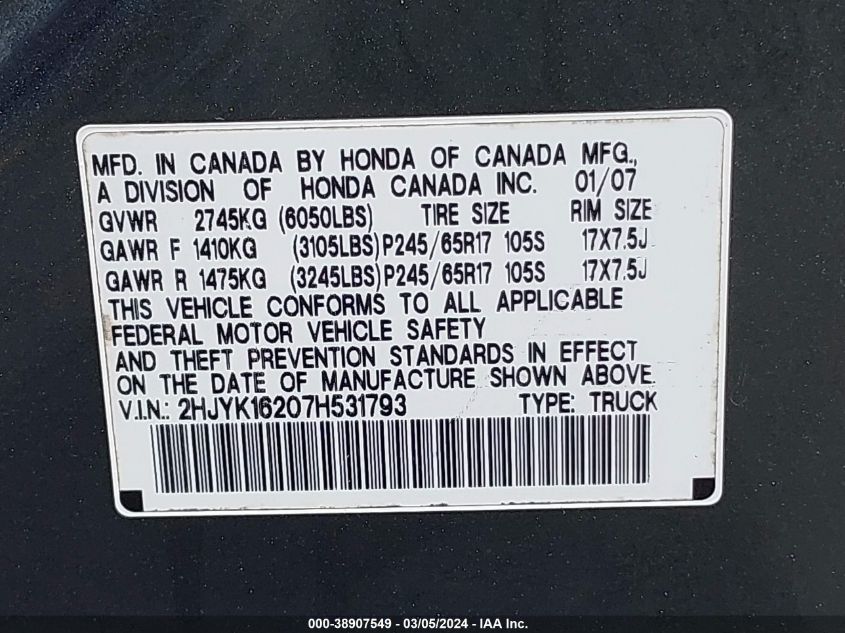 MFD. IN CANADA BY HONDA OF CANADA MFG.,
A DIVISION OF HONDA CANADA INC. 01/07
GVWR 2745KG (6050LBS) TIRE SIZE RIM SIZE
GAWR F 1410KG (3105LBS) P245/65R17 105S 17X7.5J
GAWR R 1475KG (3245LBS) P245/65R17 105S 17X7.5J
THIS VEHICLE CONFORMS TO ALL APPLICABLE
FEDERAL MOTOR VEHICLE SAFETY
AND THEFT PREVENTION STANDARDS IN EFFECT
ON THE DATE OF MANUFACTURE SHOWN ABOVE.
V.I.N.: 2HJYK16207H531793 TYPE: TRUCK
000-38907549 - 03/05/2024 - IAA Inc.